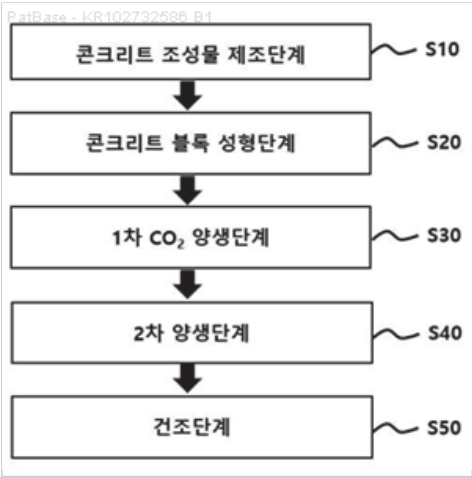 PatBase - KR102732586 B1
콘크리트 조성물 제조단계 S10
콘크리트 블록 성형단계 S20
1차 CO₂ 양생단계 S30
2차 양생단계 S40
건조단계 S50